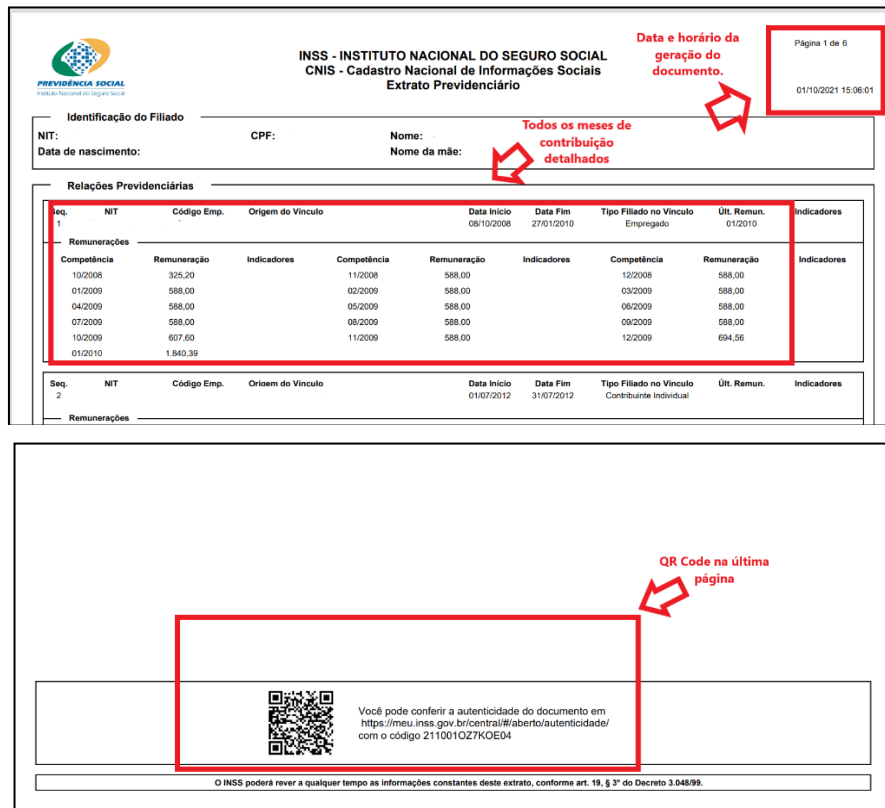 PREVIDÊNCIA SOCIAL
Instituto Nacional do Seguro Social
INSS - INSTITUTO NACIONAL DO SEGURO SOCIAL
CNIS - Cadastro Nacional de Informações Sociais
Extrato Previdenciário
Data e horário da
geração do
documento.
Página 1 de 6
01/10/2021 15:06:01
Identificação do Filiado
NIT: CPF: Nome:
Data de nascimento: Nome da mãe:
Todos os meses de
contribuição
detalhados
Relações Previdenciárias
Seq. NIT Código Emp. Origem do Vínculo Data Início Data Fim Tipo Filiado no Vínculo Últ. Remun. Indicadores
1 08/10/2008 27/01/2010 Empregado 01/2010
Remunerações
Competência Remuneração Indicadores Competência Remuneração Indicadores Competência Remuneração Indicadores
10/2008 325,20 11/2008 588,00 12/2008 588,00
01/2009 588,00 02/2009 588,00 03/2009 588,00
04/2009 588,00 05/2009 588,00 06/2009 588,00
07/2009 588,00 08/2009 588,00 09/2009 588,00
10/2009 607,60 11/2009 588,00 12/2009 694,56
01/2010 1.840,39
Seq. NIT Código Emp. Origem do Vínculo Data Início Data Fim Tipo Filiado no Vínculo Últ. Remun. Indicadores
2 01/07/2012 31/07/2012 Contribuinte Individual
Remunerações
QR Code na última
página
Você pode conferir a autenticidade do documento em
https://meu.inss.gov.br/central/#/aberto/autenticidade/
com o código 211001OZ7KOE04
O INSS poderá rever a qualquer tempo as informações constantes deste extrato, conforme art. 19, § 3° do Decreto 3.048/99.